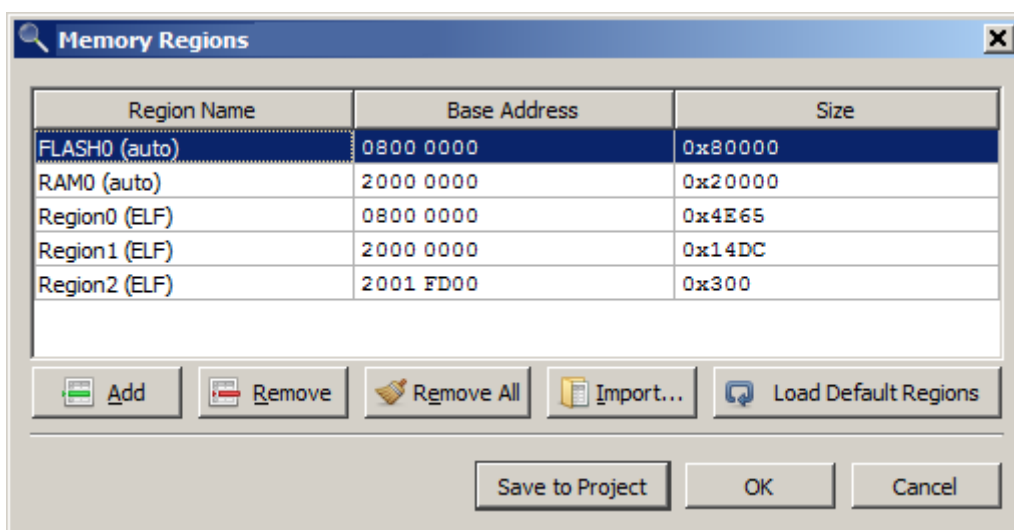 Memory Regions
Region Name Base Address Size
FLASH0 (auto) 0800 0000 0x80000
RAM0 (auto) 2000 0000 0x20000
Region0 (ELF) 0800 0000 0x4E65
Region1 (ELF) 2000 0000 0x14DC
Region2 (ELF) 2001 FD00 0x300
Add Remove Remove All Import... Load Default Regions
Save to Project OK Cancel